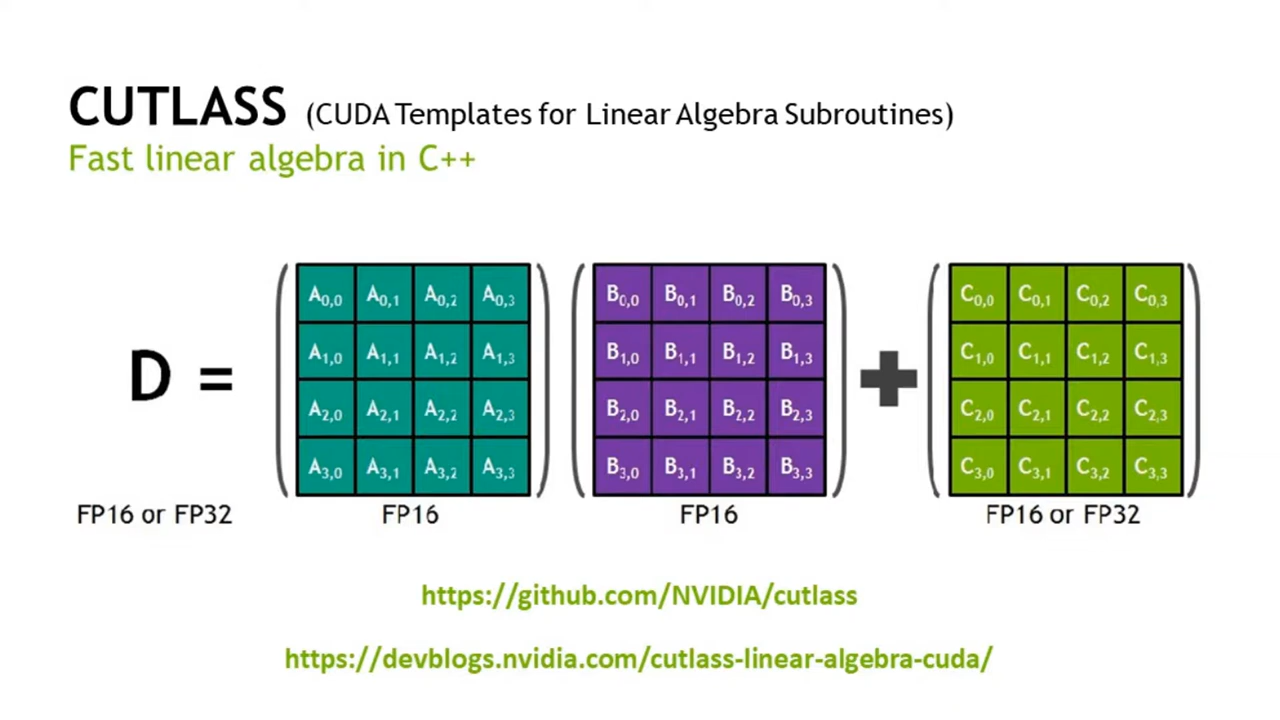 CUTLASS (CUDA Templates for Linear Algebra Subroutines)
Fast linear algebra in C++
D =
A0,0 A0,1 A0,2 A0,3
A1,0 A1,1 A1,2 A1,3
A2,0 A2,1 A2,2 A2,3
A3,0 A3,1 A3,2 A3,3
B0,0 B0,1 B0,2 B0,3
B1,0 B1,1 B1,2 B1,3
B2,0 B2,1 B2,2 B2,3
B3,0 B3,1 B3,2 B3,3
+
C0,0 C0,1 C0,2 C0,3
C1,0 C1,1 C1,2 C1,3
C2,0 C2,1 C2,2 C2,3
C3,0 C3,1 C3,2 C3,3
FP16 or FP32 FP16 FP16 FP16 or FP32
https://github.com/NVIDIA/cutlass
https://devblogs.nvidia.com/cutlass-linear-algebra-cuda/